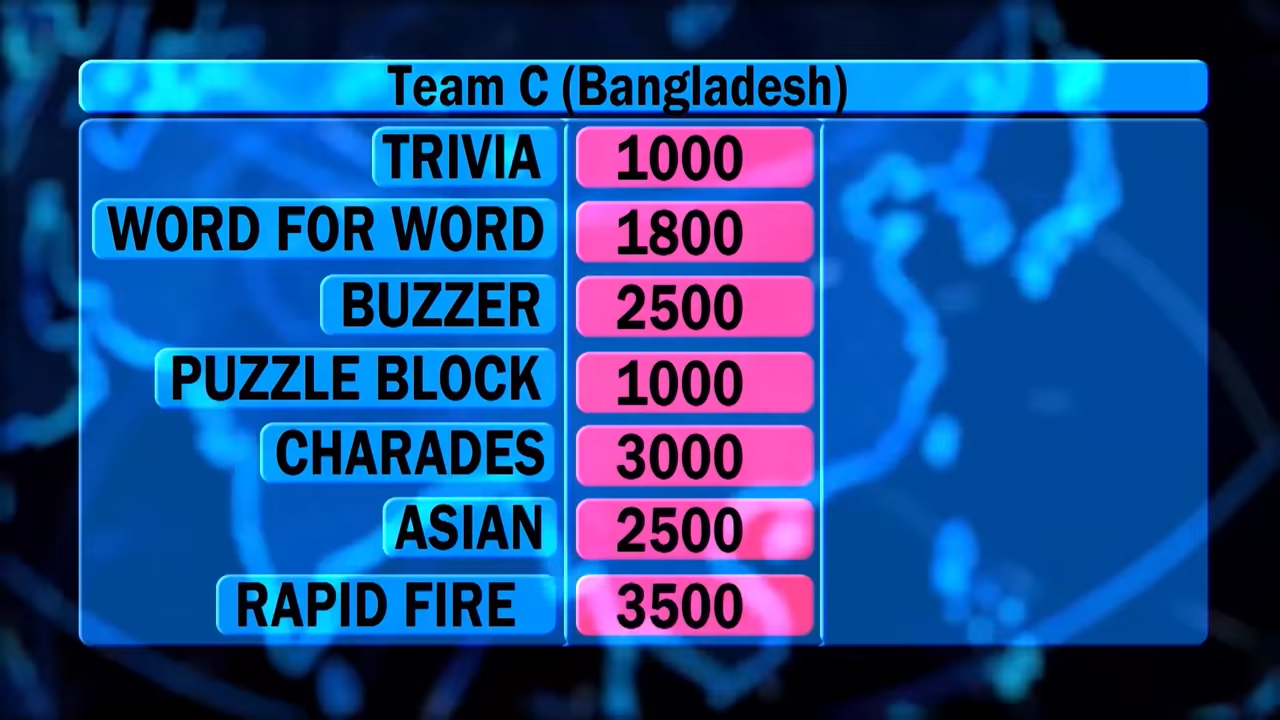 Team C (Bangladesh)
TRIVIA 1000
WORD FOR WORD 1800
BUZZER 2500
PUZZLE BLOCK 1000
CHARADES 3000
ASIAN 2500
RAPID FIRE 3500